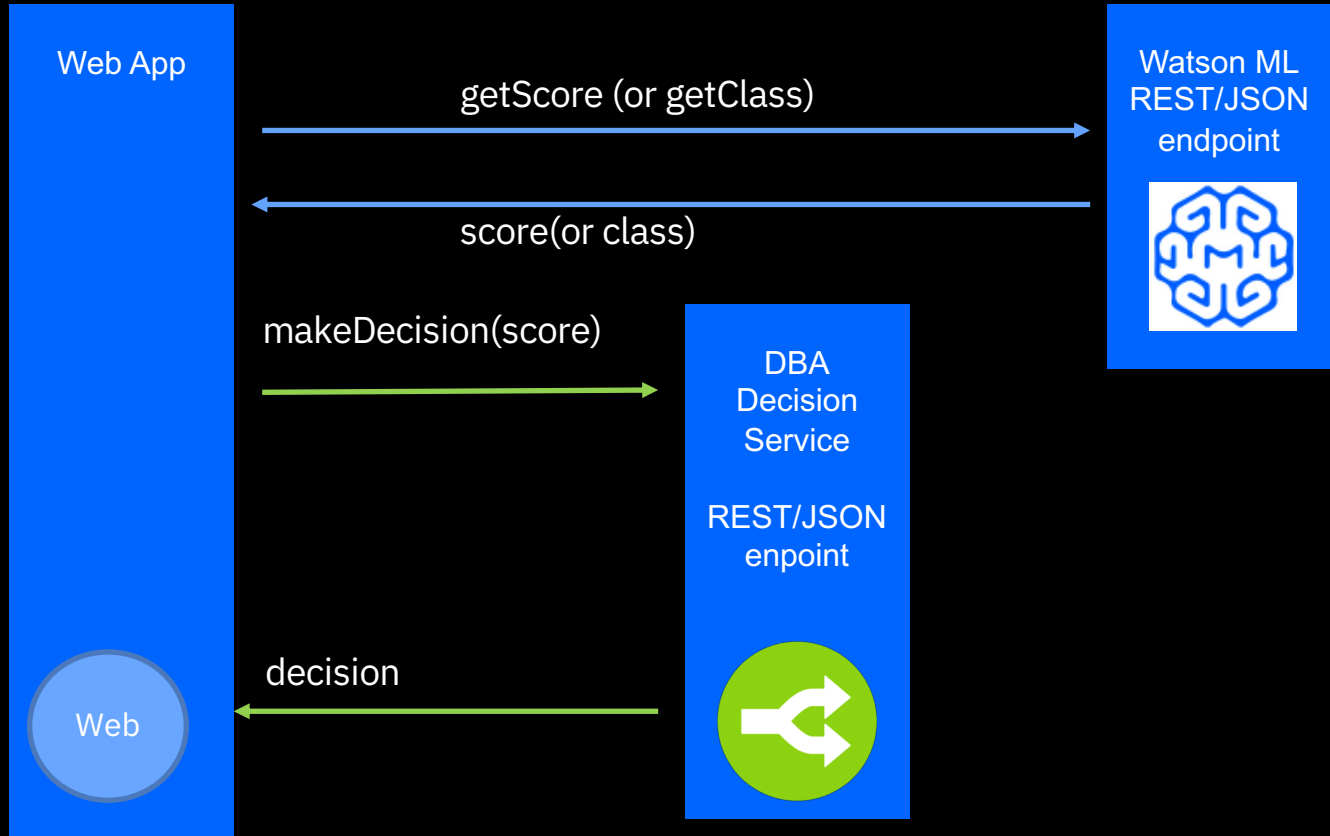 Web App
getScore (or getClass)
Watson ML
REST/JSON
endpoint
score(or class)
makeDecision(score)
DBA
Decision
Service
REST/JSON
enpoint
decision
Web